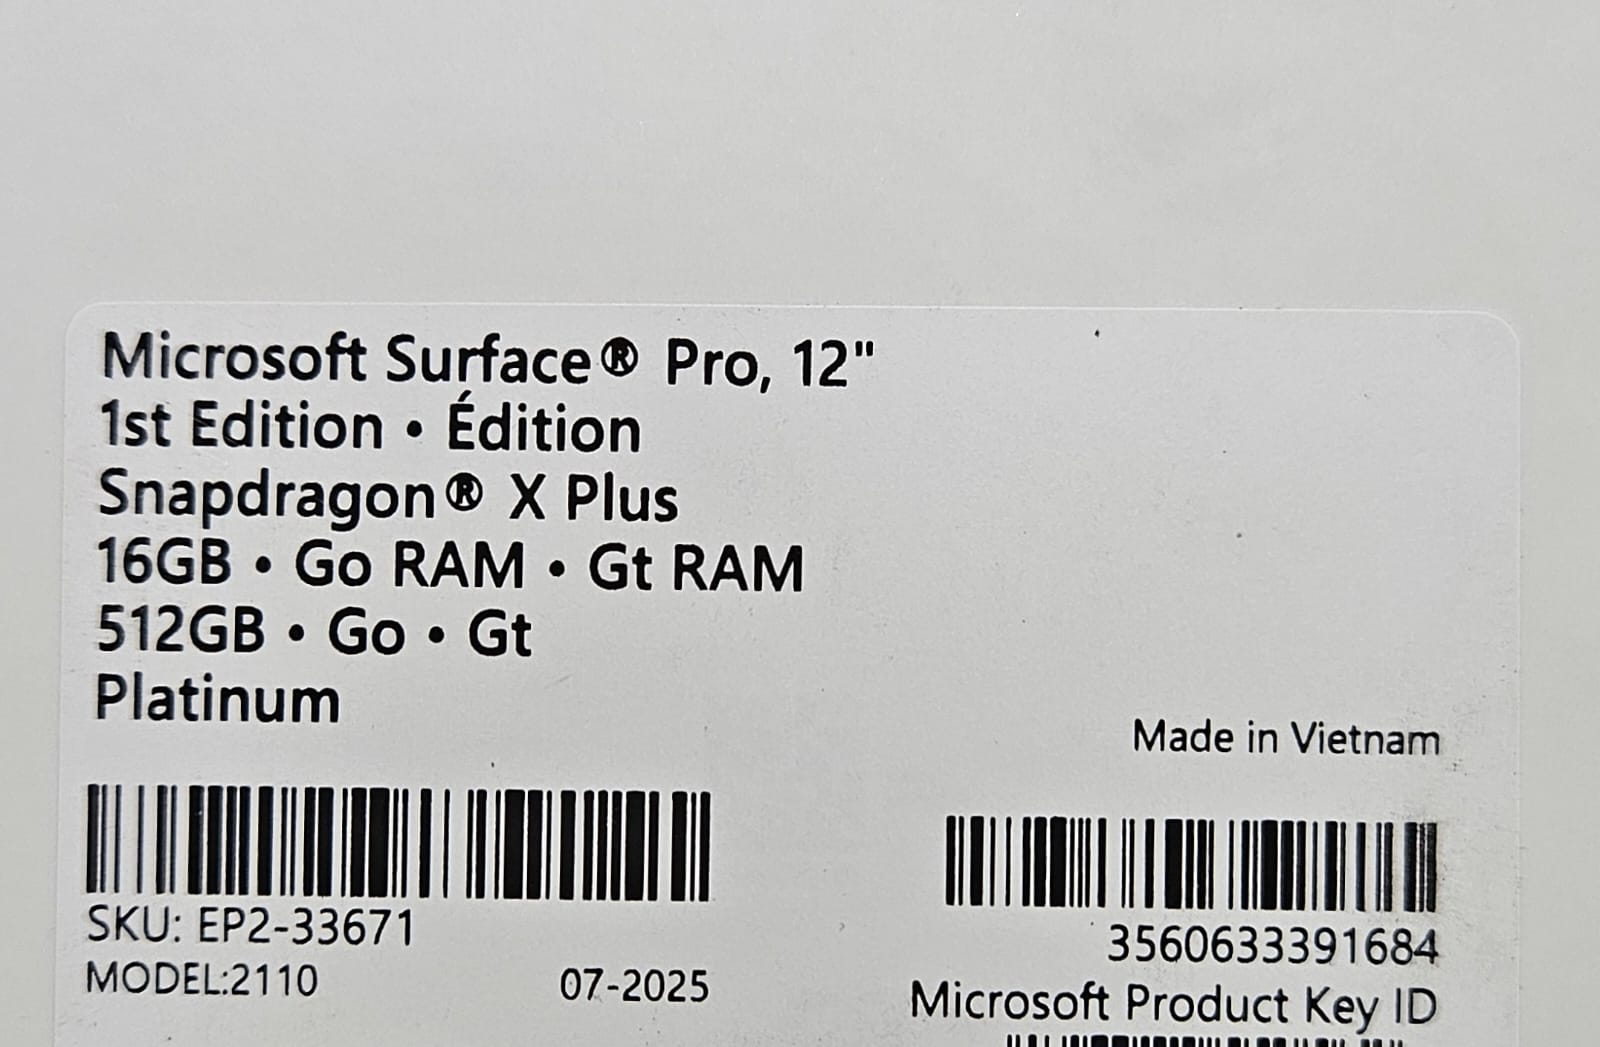 Microsoft Surface® Pro, 12"
1st Edition • Édition
Snapdragon® X Plus
16GB • Go RAM • Gt RAM
512GB • Go • Gt
Platinum
Made in Vietnam
SKU: EP2-33671
MODEL:2110
07-2025
3560633391684
Microsoft Product Key ID